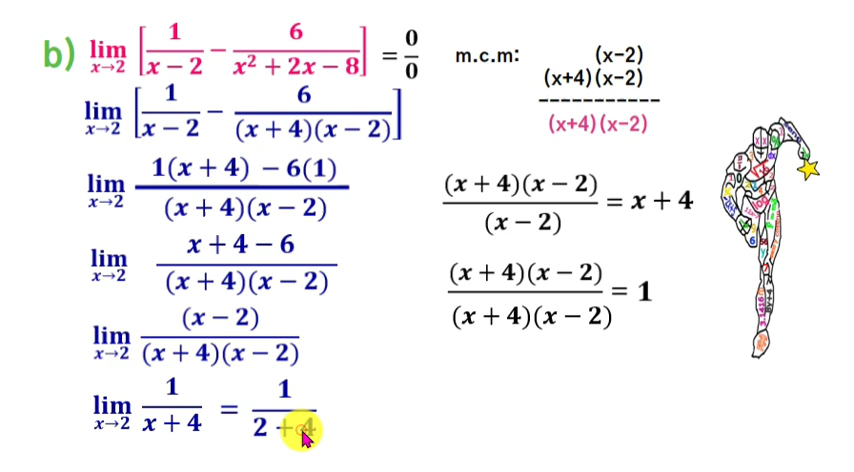 b) lim x→2 [1/(x − 2) − 6/(x² + 2x − 8)] = 0/0
m.c.m: (x-2)
(x+4)(x-2)
-----------
(x+4)(x-2)
lim x→2 [1/(x − 2) − 6/((x + 4)(x − 2))]
lim x→2 (1(x + 4) − 6(1))/((x + 4)(x − 2))
((x + 4)(x − 2))/(x − 2) = x + 4
lim x→2 (x + 4 − 6)/((x + 4)(x − 2))
((x + 4)(x − 2))/((x + 4)(x − 2)) = 1
lim x→2 (x − 2)/((x + 4)(x − 2))
lim x→2 1/(x + 4) = 1/(2 + 4)